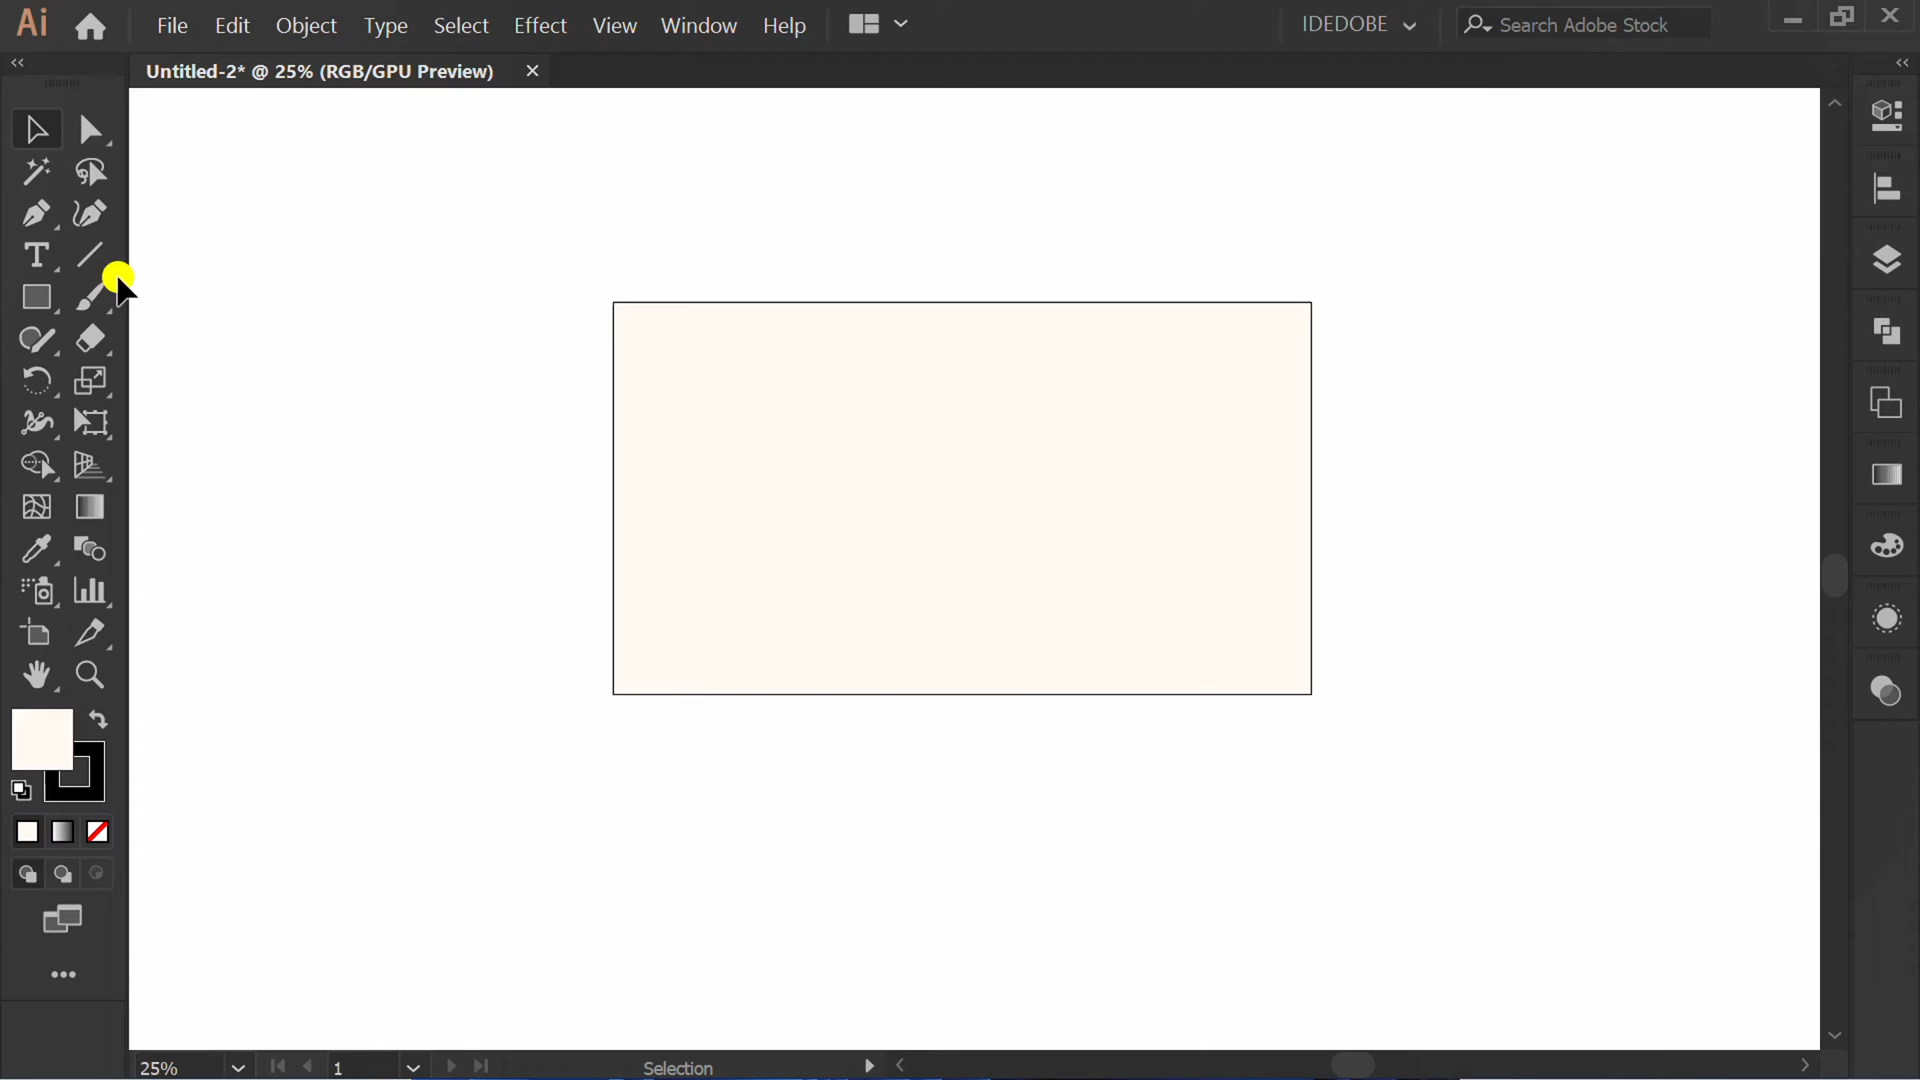 Ai File Edit Object Type Select Effect View Window Help IDEDOBE Search Adobe Stock
Untitled-2* @ 25% (RGB/GPU Preview)
T
25% 1 Selection